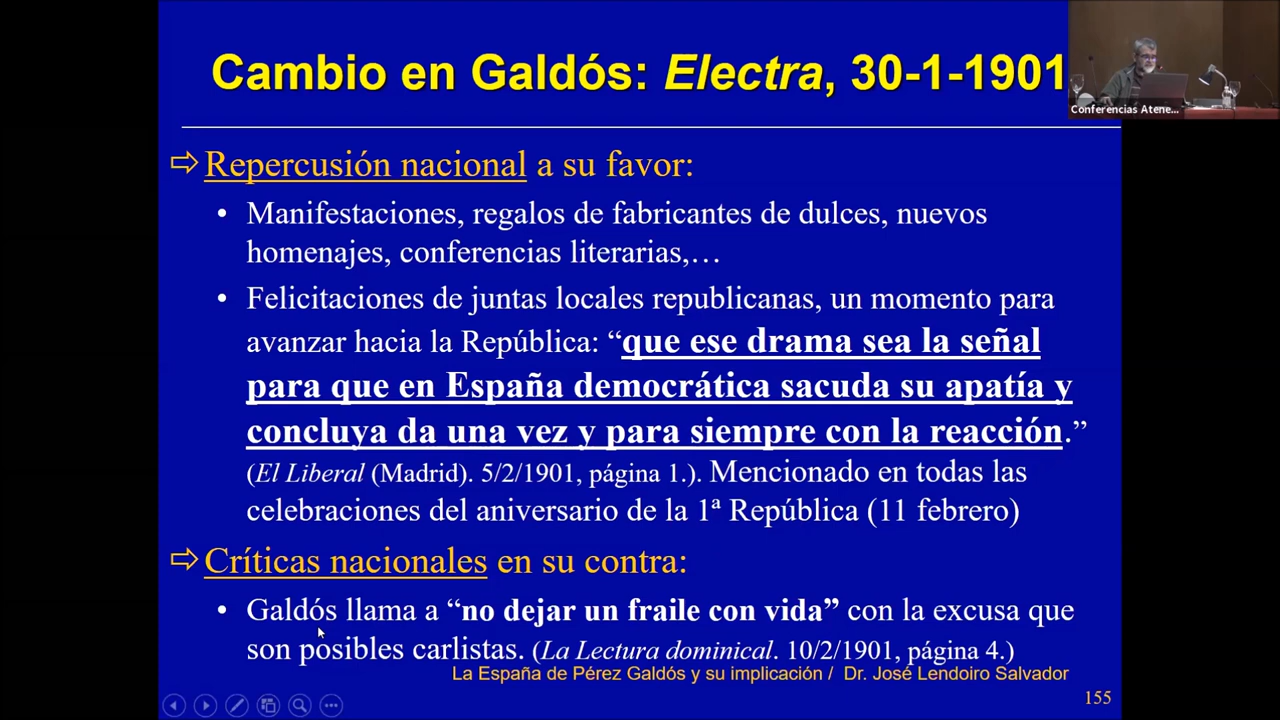 Cambio en Galdós: Electra, 30-1-1901
Conferencias Atene...
⇨Repercusión nacional a su favor:
• Manifestaciones, regalos de fabricantes de dulces, nuevos
homenajes, conferencias literarias,…
• Felicitaciones de juntas locales republicanas, un momento para
avanzar hacia la República: “que ese drama sea la señal
para que en España democrática sacuda su apatía y
concluya da una vez y para siempre con la reacción.”
(El Liberal (Madrid). 5/2/1901, página 1.). Mencionado en todas las
celebraciones del aniversario de la 1ª República (11 febrero)
⇨Críticas nacionales en su contra:
• Galdós llama a “no dejar un fraile con vida” con la excusa que
son posibles carlistas. (La Lectura dominical. 10/2/1901, página 4.)
La España de Pérez Galdós y su implicación / Dr. José Lendoiro Salvador
155